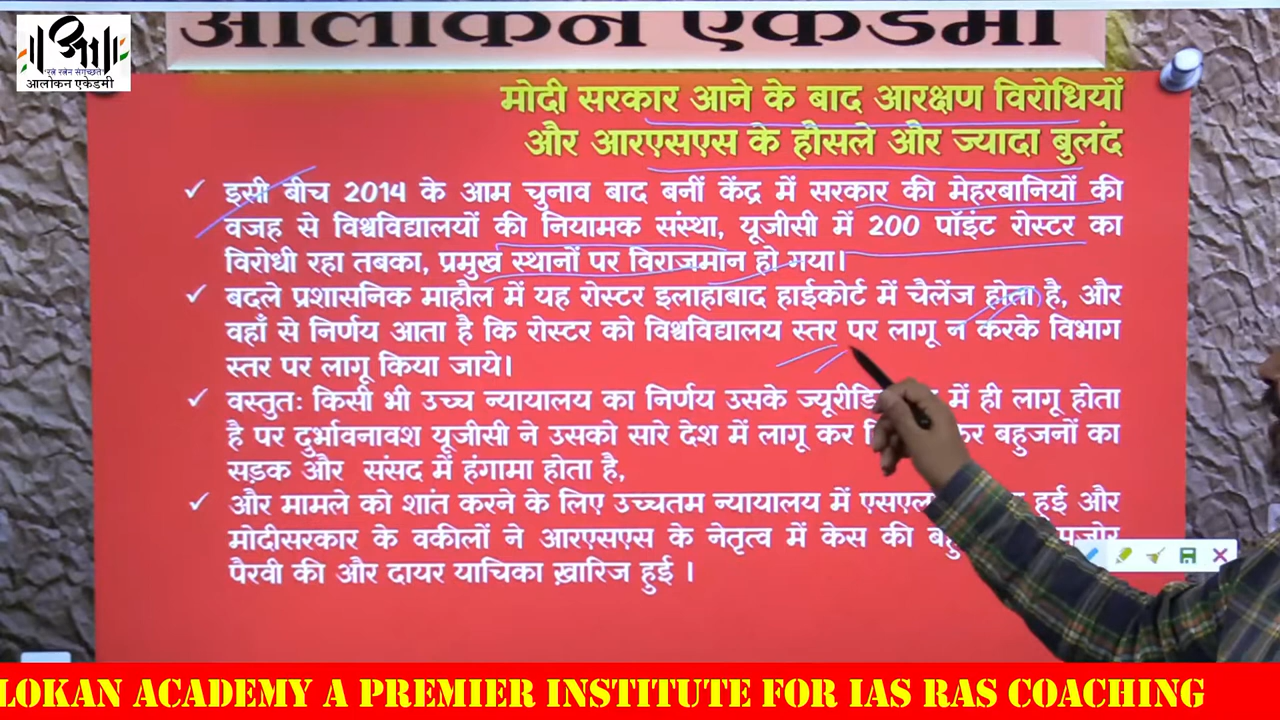 आलोकन एकेडमी
आलोकन एकेडमी
मोदी सरकार आने के बाद आरक्षण विरोधियों
और आरएसएस के हौसले और ज्यादा बुलंद
✓ इसी बीच 2014 के आम चुनाव बाद बनीं केंद्र में सरकार की मेहरबानियों की
वजह से विश्वविद्यालयों की नियामक संस्था, यूजीसी में 200 पॉइंट रोस्टर का
विरोधी रहा तबका, प्रमुख स्थानों पर विराजमान हो गया।
✓ बदले प्रशासनिक माहौल में यह रोस्टर इलाहाबाद हाईकोर्ट में चैलेंज होता है, और
वहाँ से निर्णय आता है कि रोस्टर को विश्वविद्यालय स्तर पर लागू न करके विभाग
स्तर पर लागू किया जाये।
✓ वस्तुतः किसी भी उच्च न्यायालय का निर्णय उसके में ही लागू होता
है पर दुर्भावनावश यूजीसी ने उसको सारे देश में लागू कर बहुजनों का
सड़क और संसद में हंगामा होता है,
✓ और मामले को शांत करने के लिए उच्चतम न्यायालय में हुई और
मोदीसरकार के वकीलों ने आरएसएस के नेतृत्व में केस की
पैरवी की और दायर याचिका ख़ारिज हुई ।
LOKAN ACADEMY A PREMIER INSTITUTE FOR IAS RAS COACHING